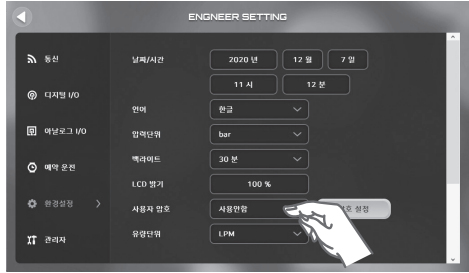 ENGNEER SETTING
통신
디지털 I/O
아날로그 I/O
예약 운전
환경설정 >
관리자
날짜/시간 2020 년 12 월 7 일
11 시 12 분
언어 한글
압력단위 bar
백라이트 30 분
LCD 밝기 100 %
사용자 암호 사용안함 설정
유량단위 LPM